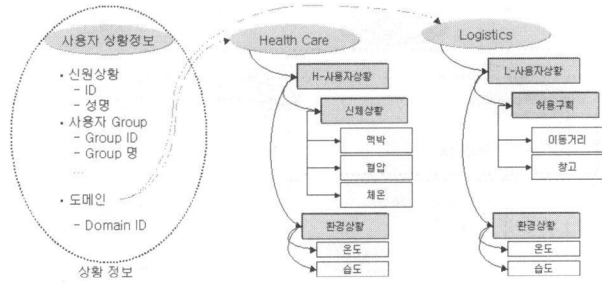 사용자 상황정보
• 신원상황
– ID
– 성명
• 사용자 Group
– Group ID
– Group 명
...
• 도메인
– Domain ID
상황 정보
Health Care
H-사용자상황
신체상황
맥박
혈압
체온
환경상황
온도
습도
Logistics
L-사용자상황
허용구획
이동거리
창고
환경상황
온도
습도